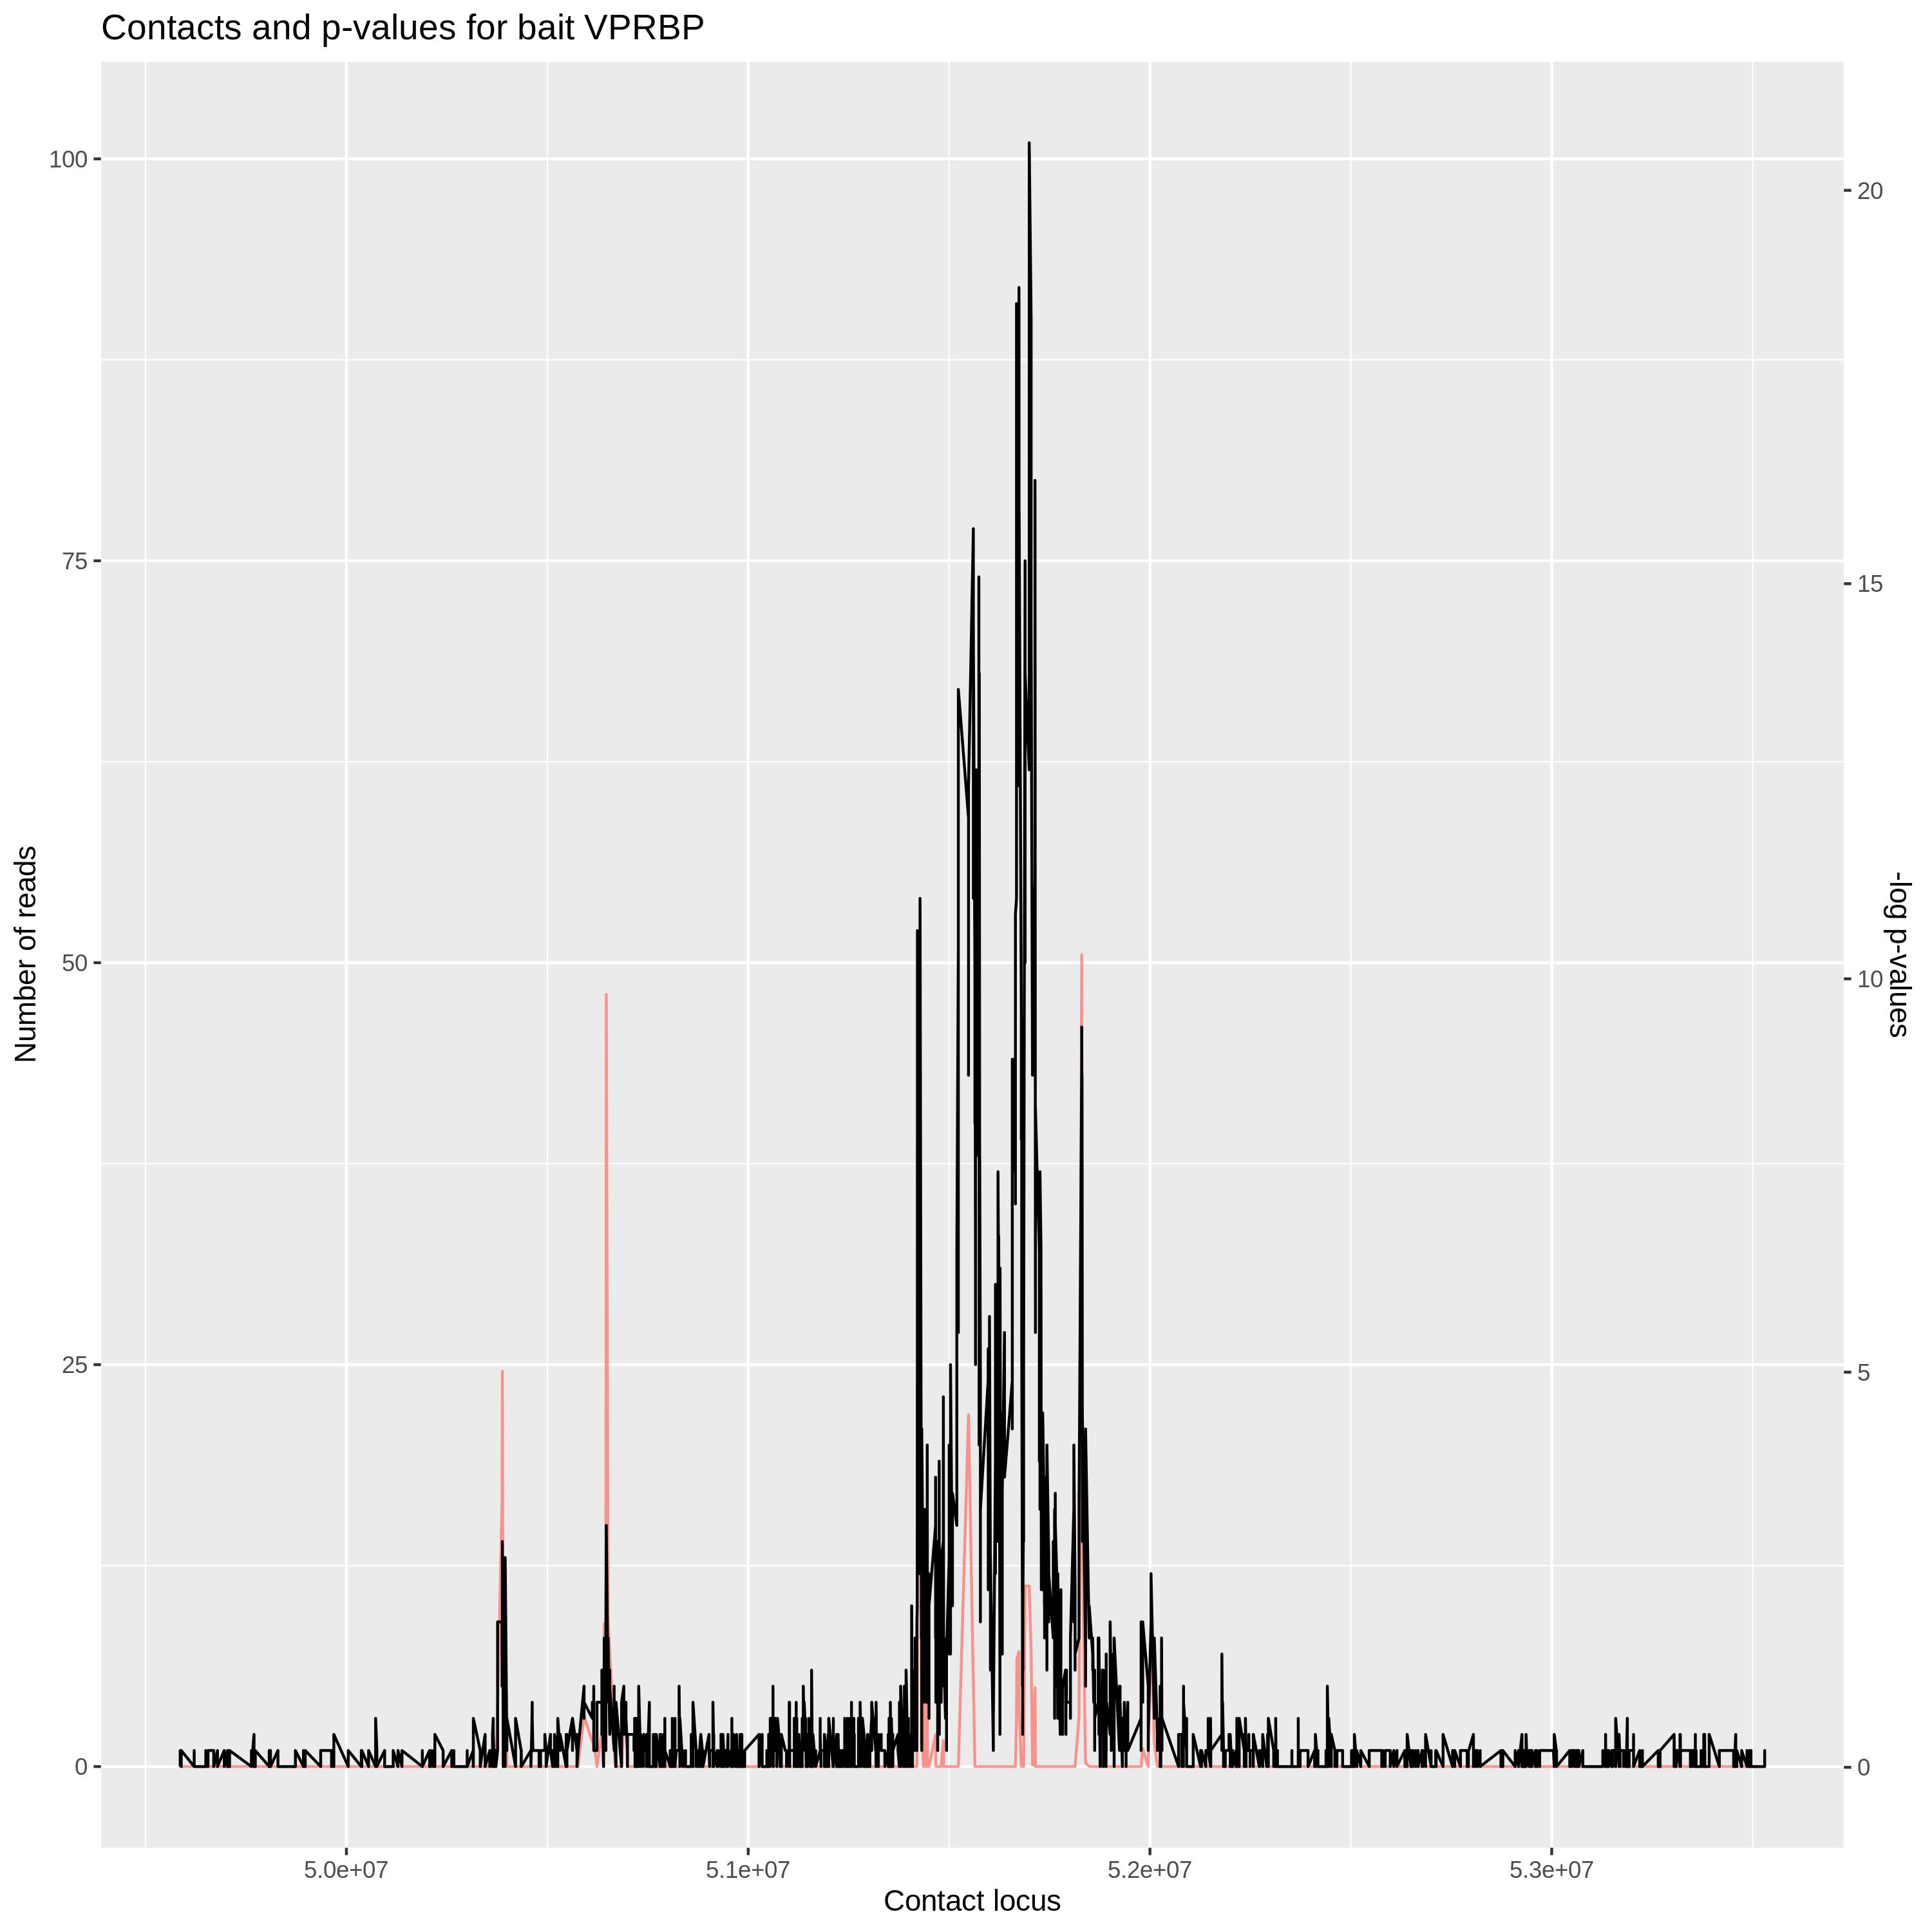 Contacts and p-values for bait VPRBP
100
75
50
25
0
Number of reads
20
15
10
5
0
-log p-values
5.0e+07
5.1e+07
5.2e+07
5.3e+07
Contact locus